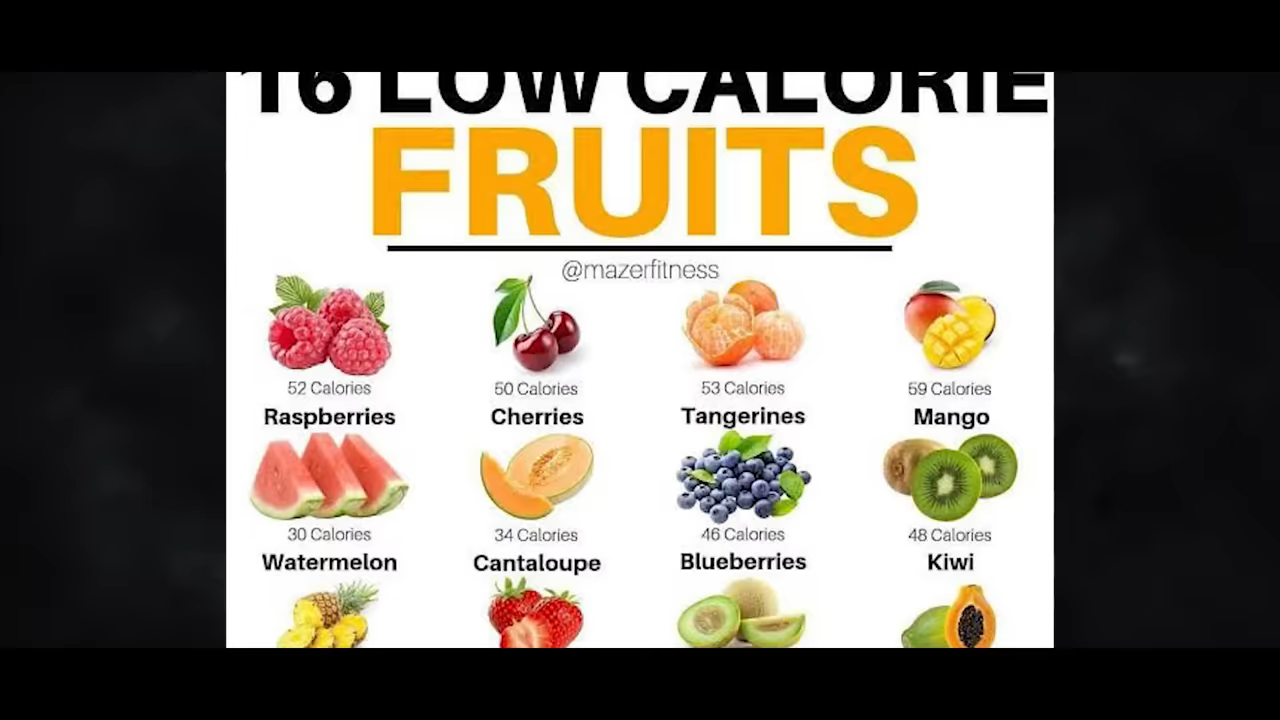 16 LOW CALORIE
FRUITS
@mazerfitness
52 Calories 50 Calories 53 Calories 59 Calories
Raspberries Cherries Tangerines Mango
30 Calories 34 Calories 46 Calories 48 Calories
Watermelon Cantaloupe Blueberries Kiwi